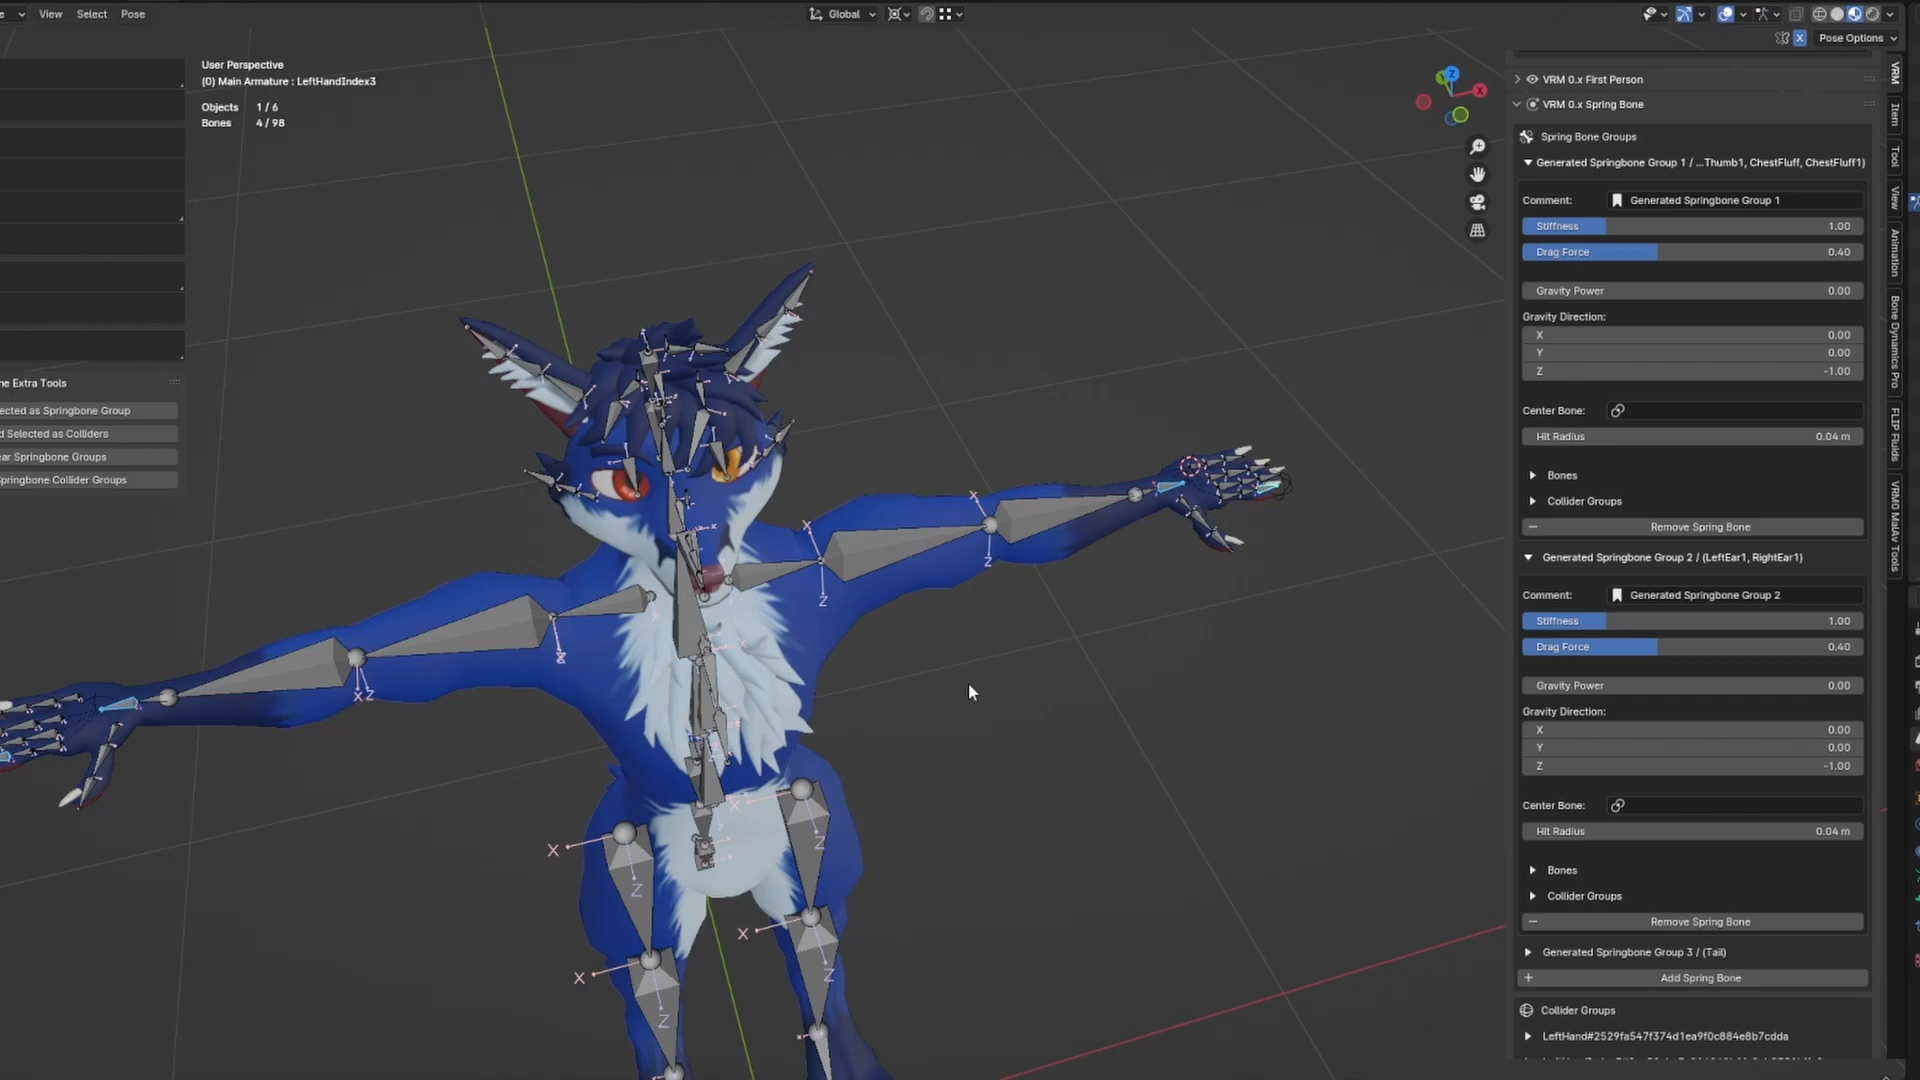 View Select Pose
Global
Pose Options
User Perspective
(0) Main Armature : LeftHandIndex3
Objects 1 / 6
Bones 4 / 98
ne Extra Tools
ected as Springbone Group
d Selected as Colliders
ear Springbone Groups
pringbone Collider Groups
VRM 0.x First Person
VRM 0.x Spring Bone
Spring Bone Groups
Generated Springbone Group 1 / ...Thumb1, ChestFluff, ChestFluff1)
Comment: Generated Springbone Group 1
Stiffness 1.00
Drag Force 0.40
Gravity Power 0.00
Gravity Direction:
X 0.00
Y 0.00
Z -1.00
Center Bone:
Hit Radius 0.04 m
Bones
Collider Groups
Remove Spring Bone
Generated Springbone Group 2 / (LeftEar1, RightEar1)
Comment: Generated Springbone Group 2
Stiffness 1.00
Drag Force 0.40
Gravity Power 0.00
Gravity Direction:
X 0.00
Y 0.00
Z -1.00
Center Bone:
Hit Radius 0.04 m
Bones
Collider Groups
Remove Spring Bone
Generated Springbone Group 3 / (Tail)
Add Spring Bone
Collider Groups
LeftHand#2529fa547f374d1ea9f0c884e8b7cdda
VRM
Item
Tool
View
Animation
Bone Dynamics Pro
FLIP Fluids
VRM0 MalAv Tools